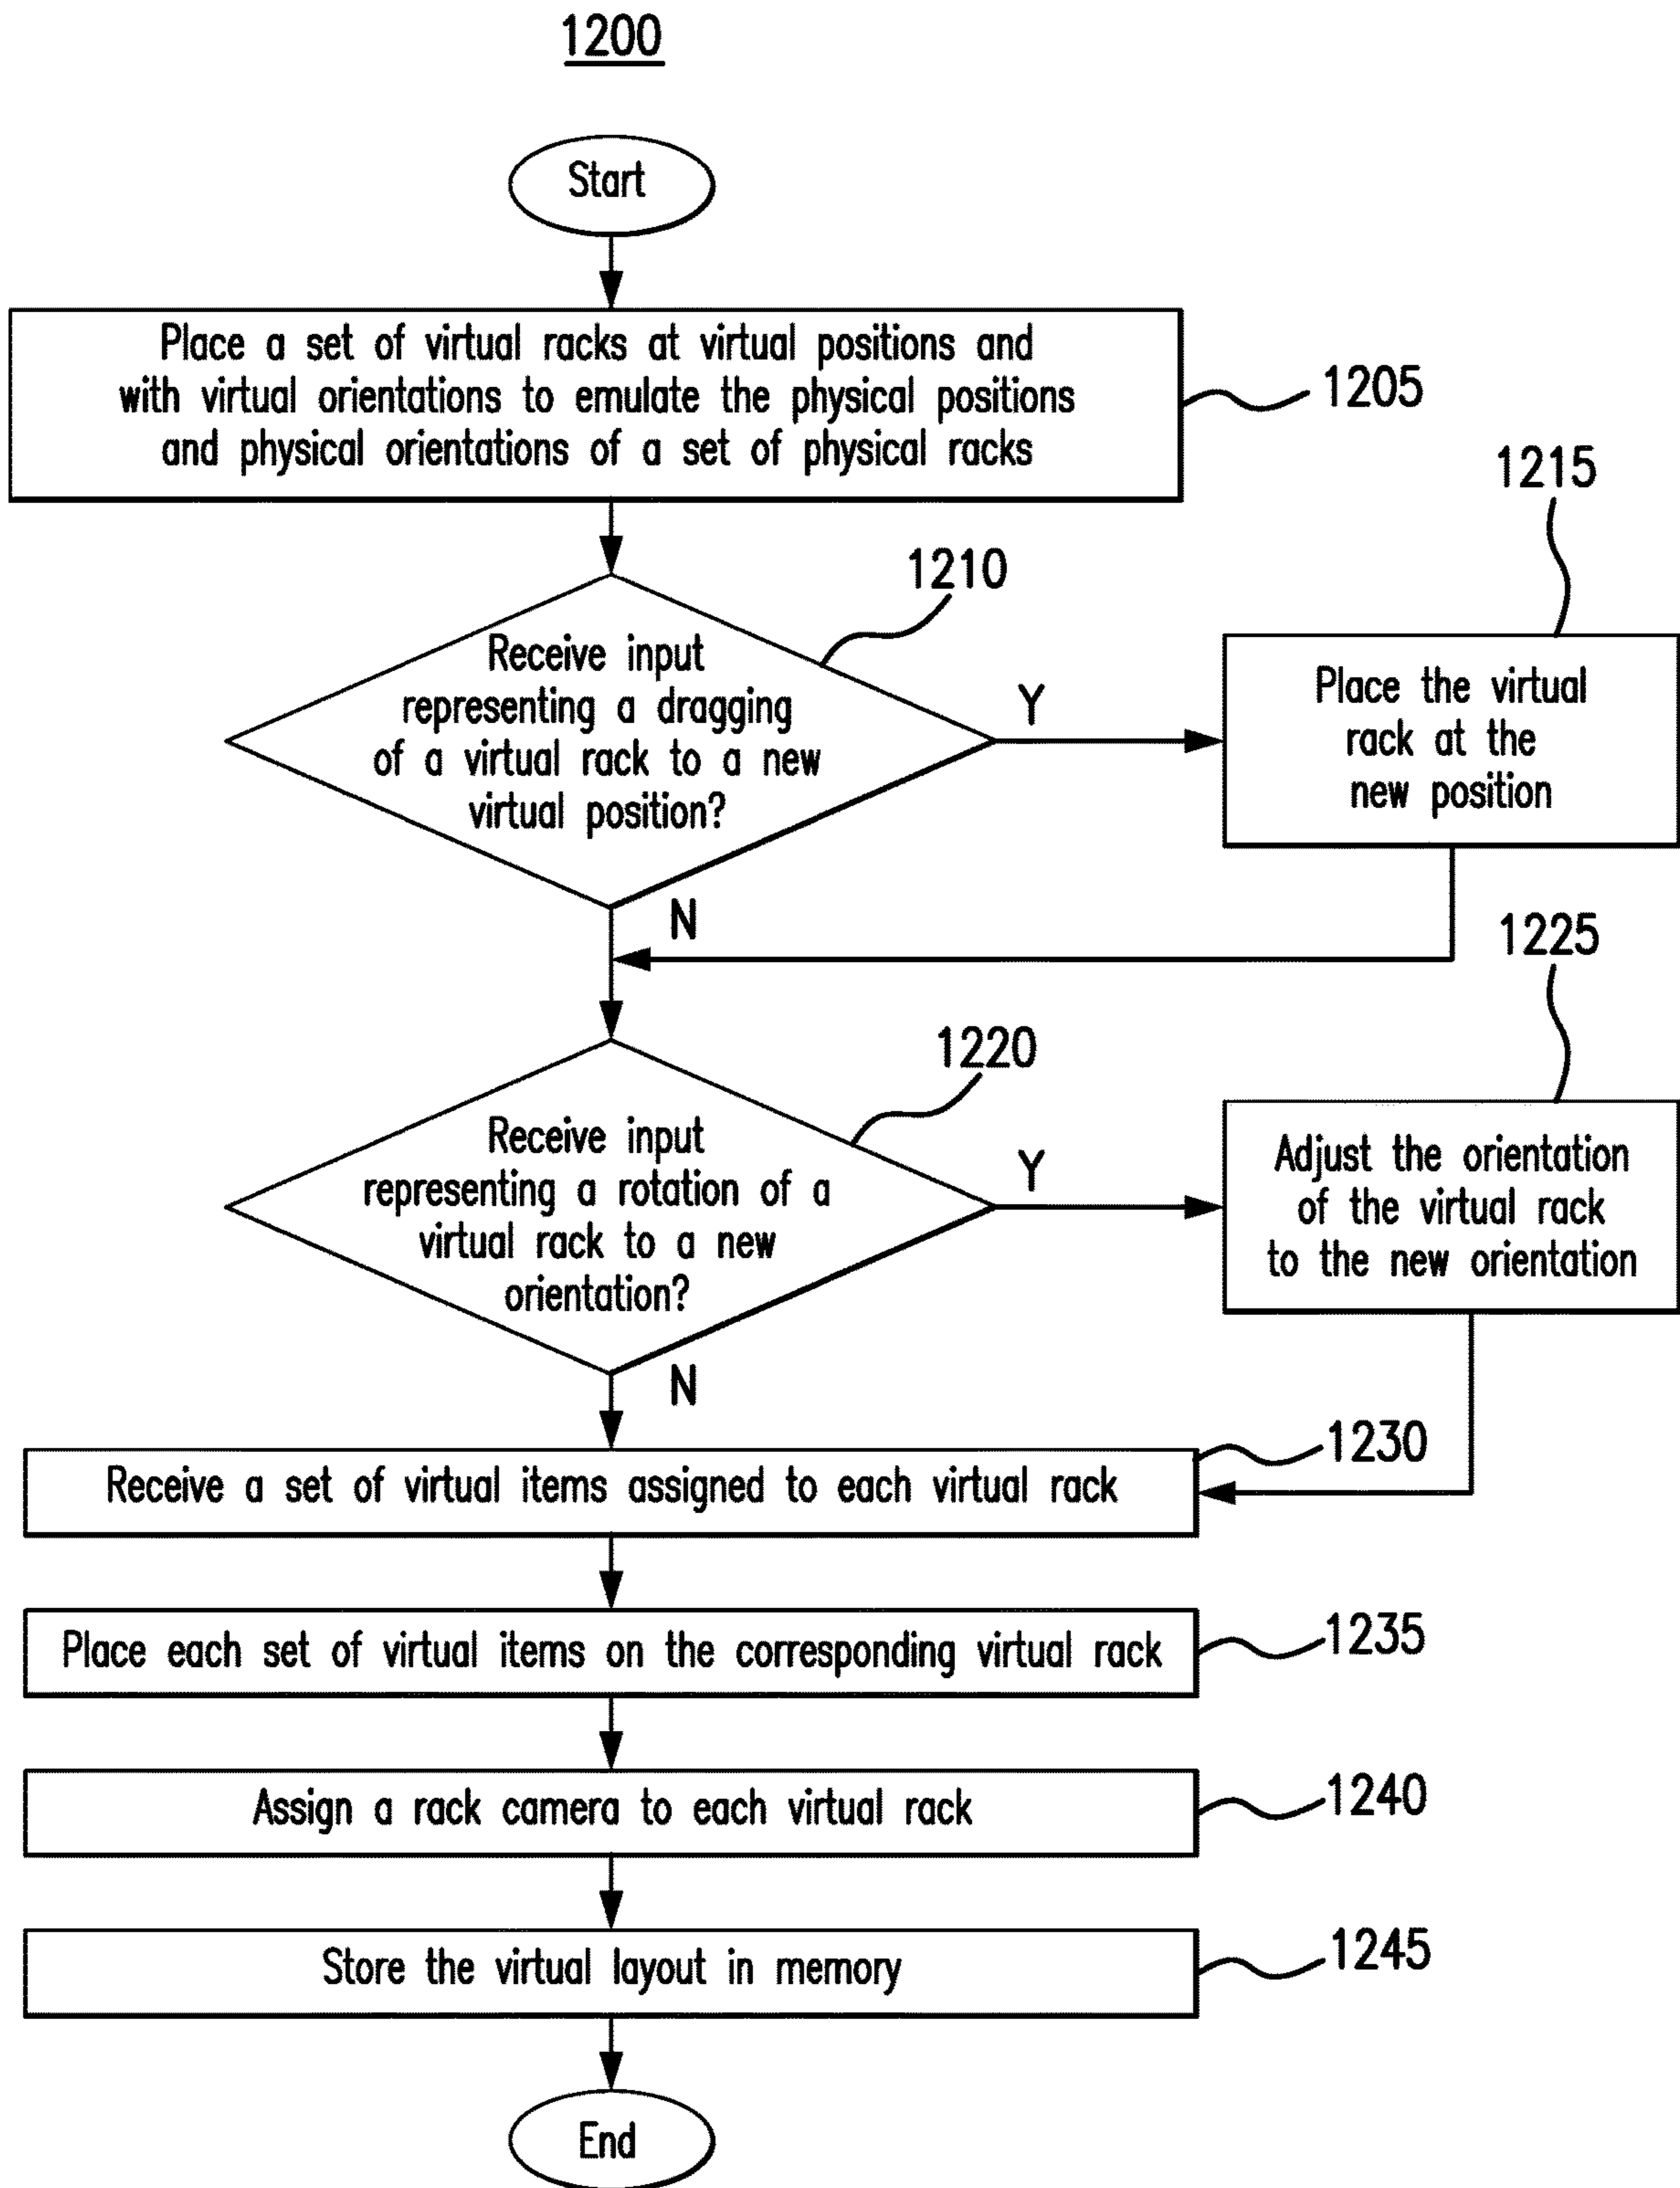 1200
Start
Place a set of virtual racks at virtual positions and
with virtual orientations to emulate the physical positions
and physical orientations of a set of physical racks
1205
1210
Receive input
representing a dragging
of a virtual rack to a new
virtual position?
Y
N
1215
Place the virtual
rack at the
new position
1220
Receive input
representing a rotation of a
virtual rack to a new
orientation?
Y
N
1225
Adjust the orientation
of the virtual rack
to the new orientation
Receive a set of virtual items assigned to each virtual rack
1230
Place each set of virtual items on the corresponding virtual rack
1235
Assign a rack camera to each virtual rack
1240
Store the virtual layout in memory
1245
End